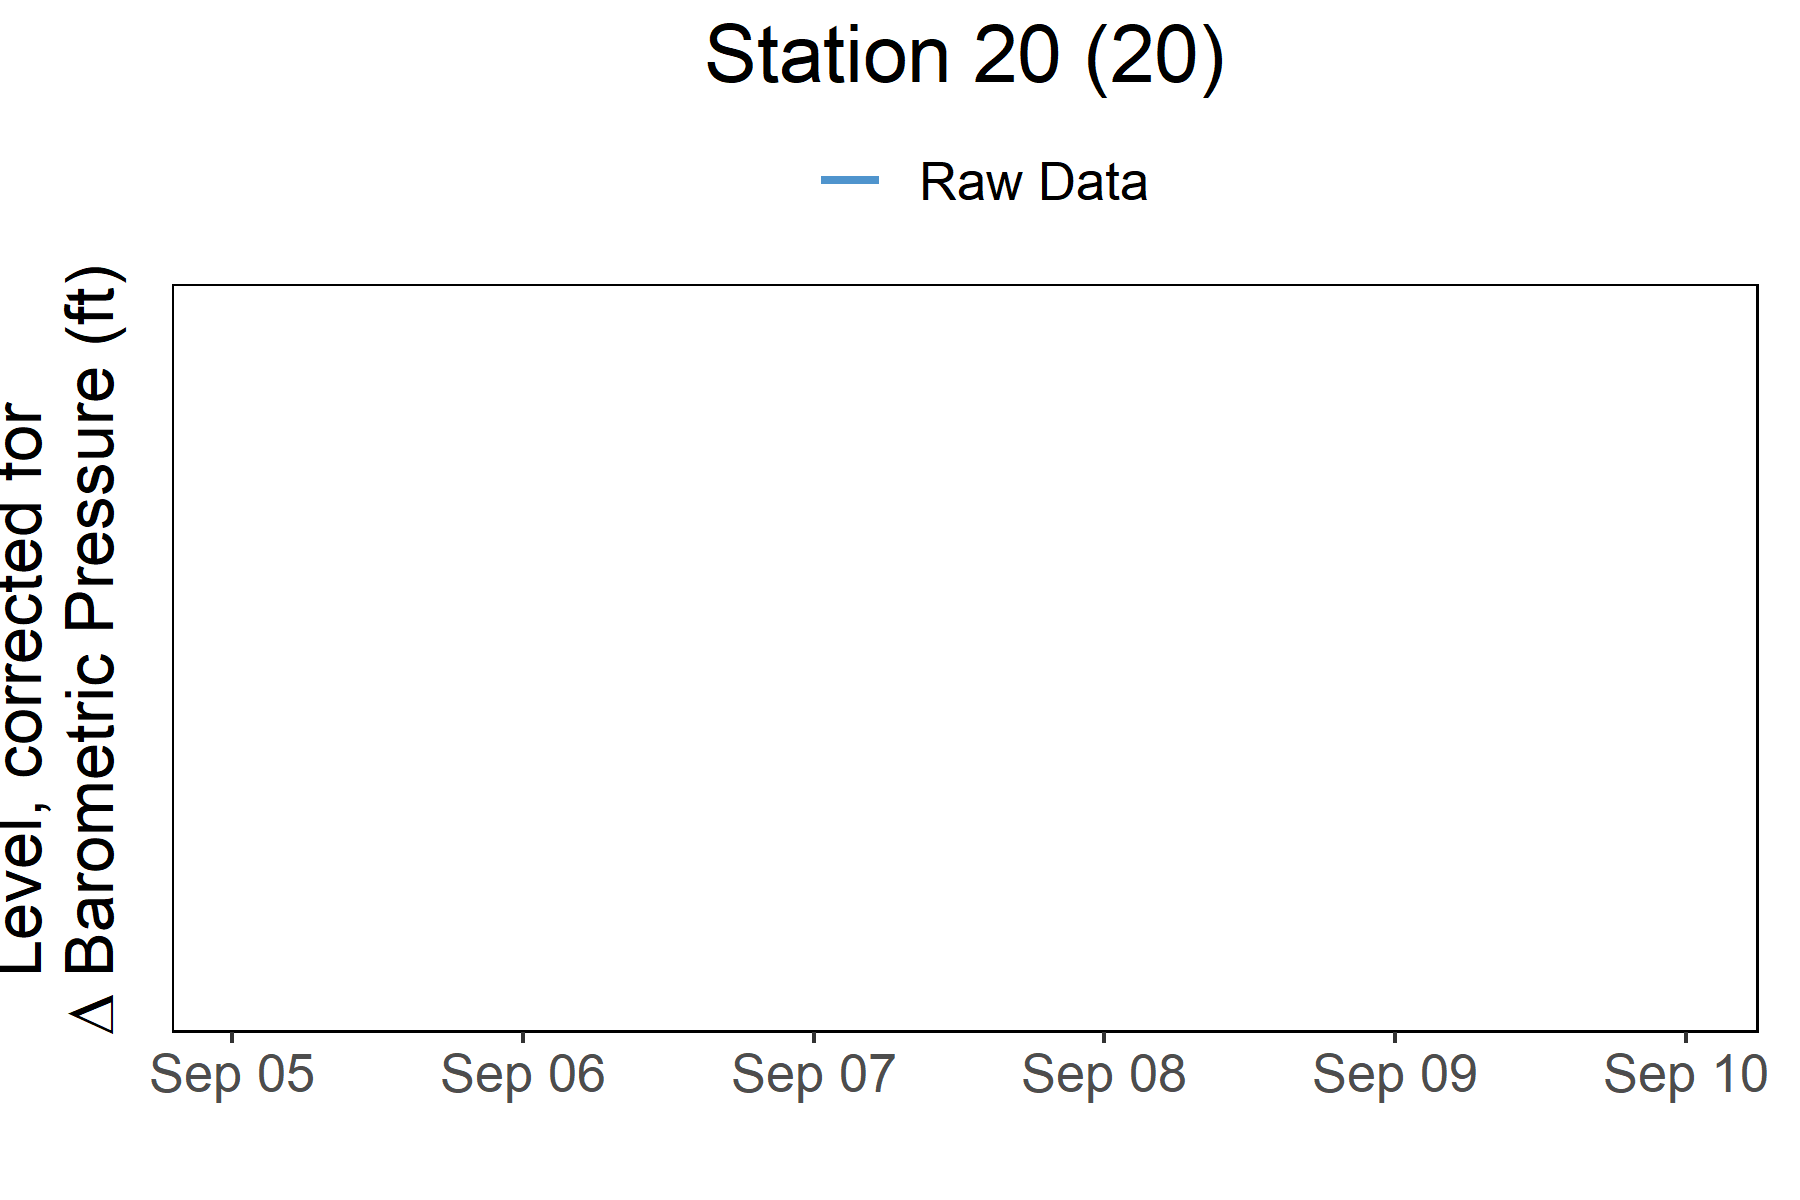 Station 20 (20)
Raw Data
Level, corrected for
Δ Barometric Pressure (ft)
Sep 05
Sep 06
Sep 07
Sep 08
Sep 09
Sep 10